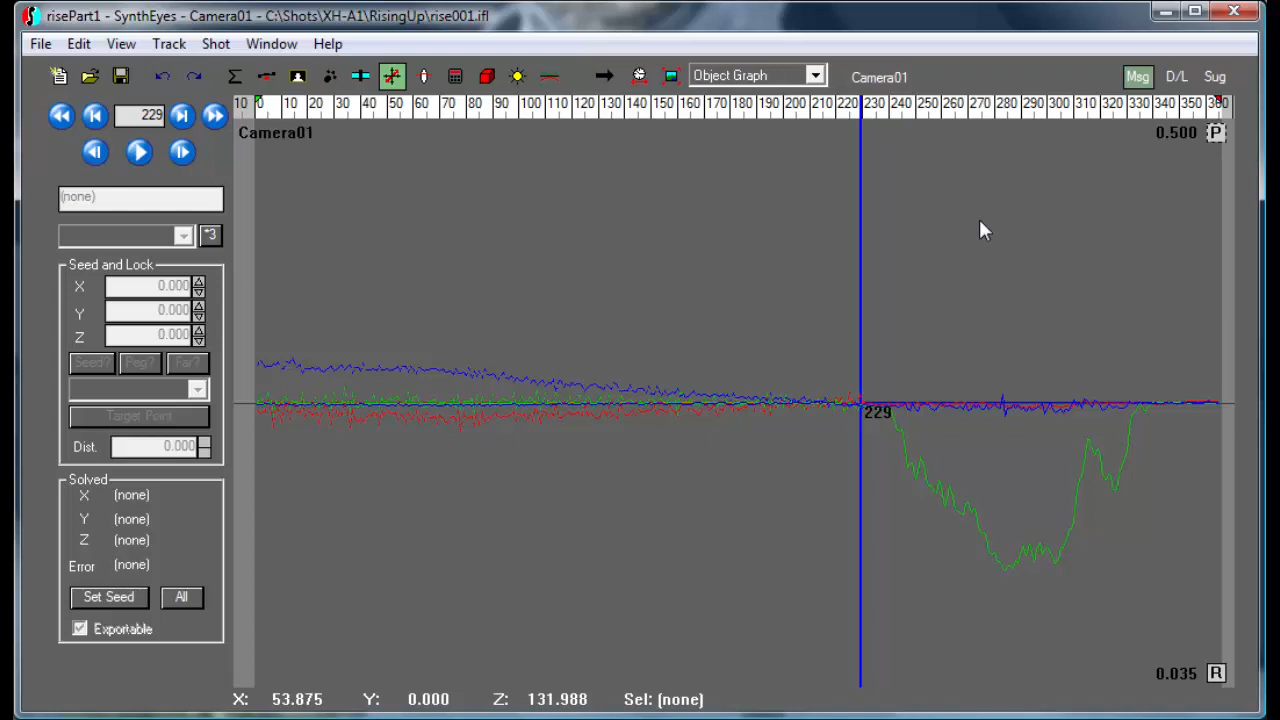 risePart1 - SynthEyes - Camera01 - C:\Shots\XH-A1\RisingUp\rise001.ifl
File Edit View Track Shot Window Help
Object Graph Camera01 Msg D/L Sug
229
10 0 10 20 30 40 50 60 70 80 90 100 110 120 130 140 150 160 170 180 190 200 210 220 230 240 250 260 270 280 290 300 310 320 330 340 350 360
Camera01 0.500 P
(none)
*3
Seed and Lock
X 0.000
Y 0.000
Z 0.000
Seed? Peg? Far?
229
Target Point
Dist. 0.000
Solved
X (none)
Y (none)
Z (none)
Error (none)
Set Seed All
Exportable
0.035 R
X: 53.875 Y: 0.000 Z: 131.988 Sel: (none)